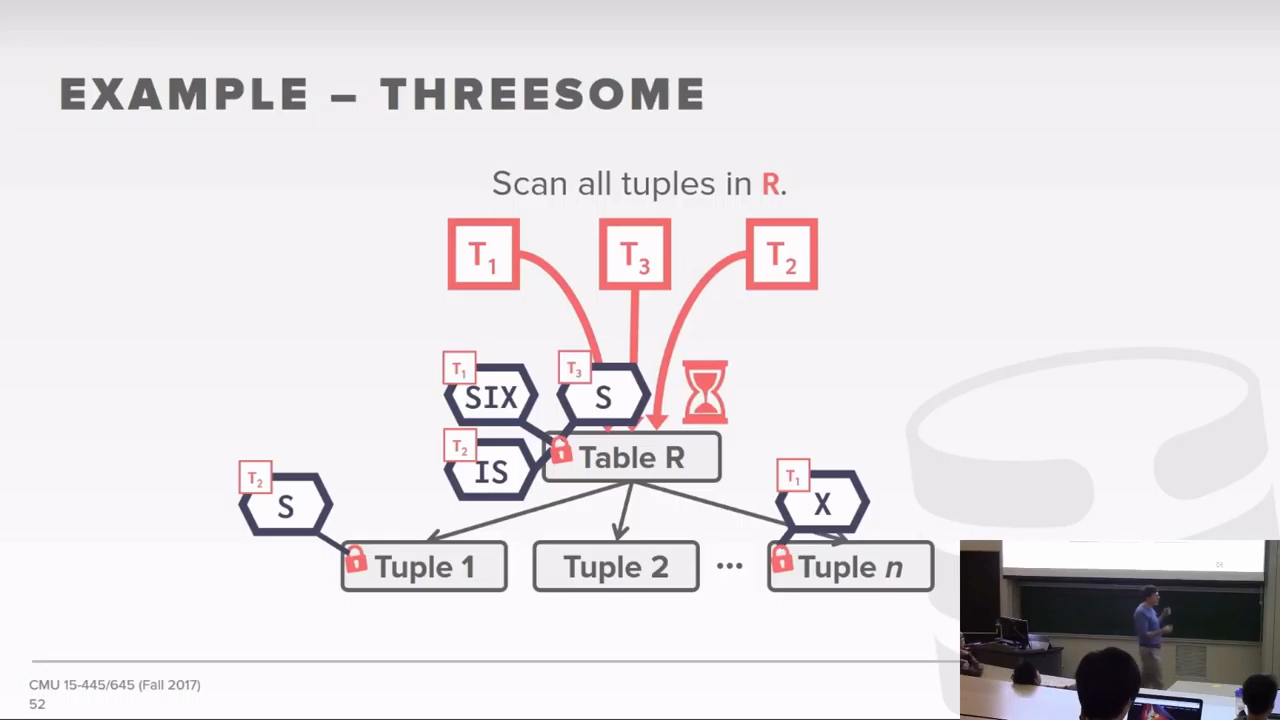 EXAMPLE – THREESOME
Scan all tuples in R.
T1
T3
T2
T1
SIX
T3
S
T2
IS
Table R
T2
S
T1
X
Tuple 1
Tuple 2
...
Tuple n
CMU 15-445/645 (Fall 2017)
52